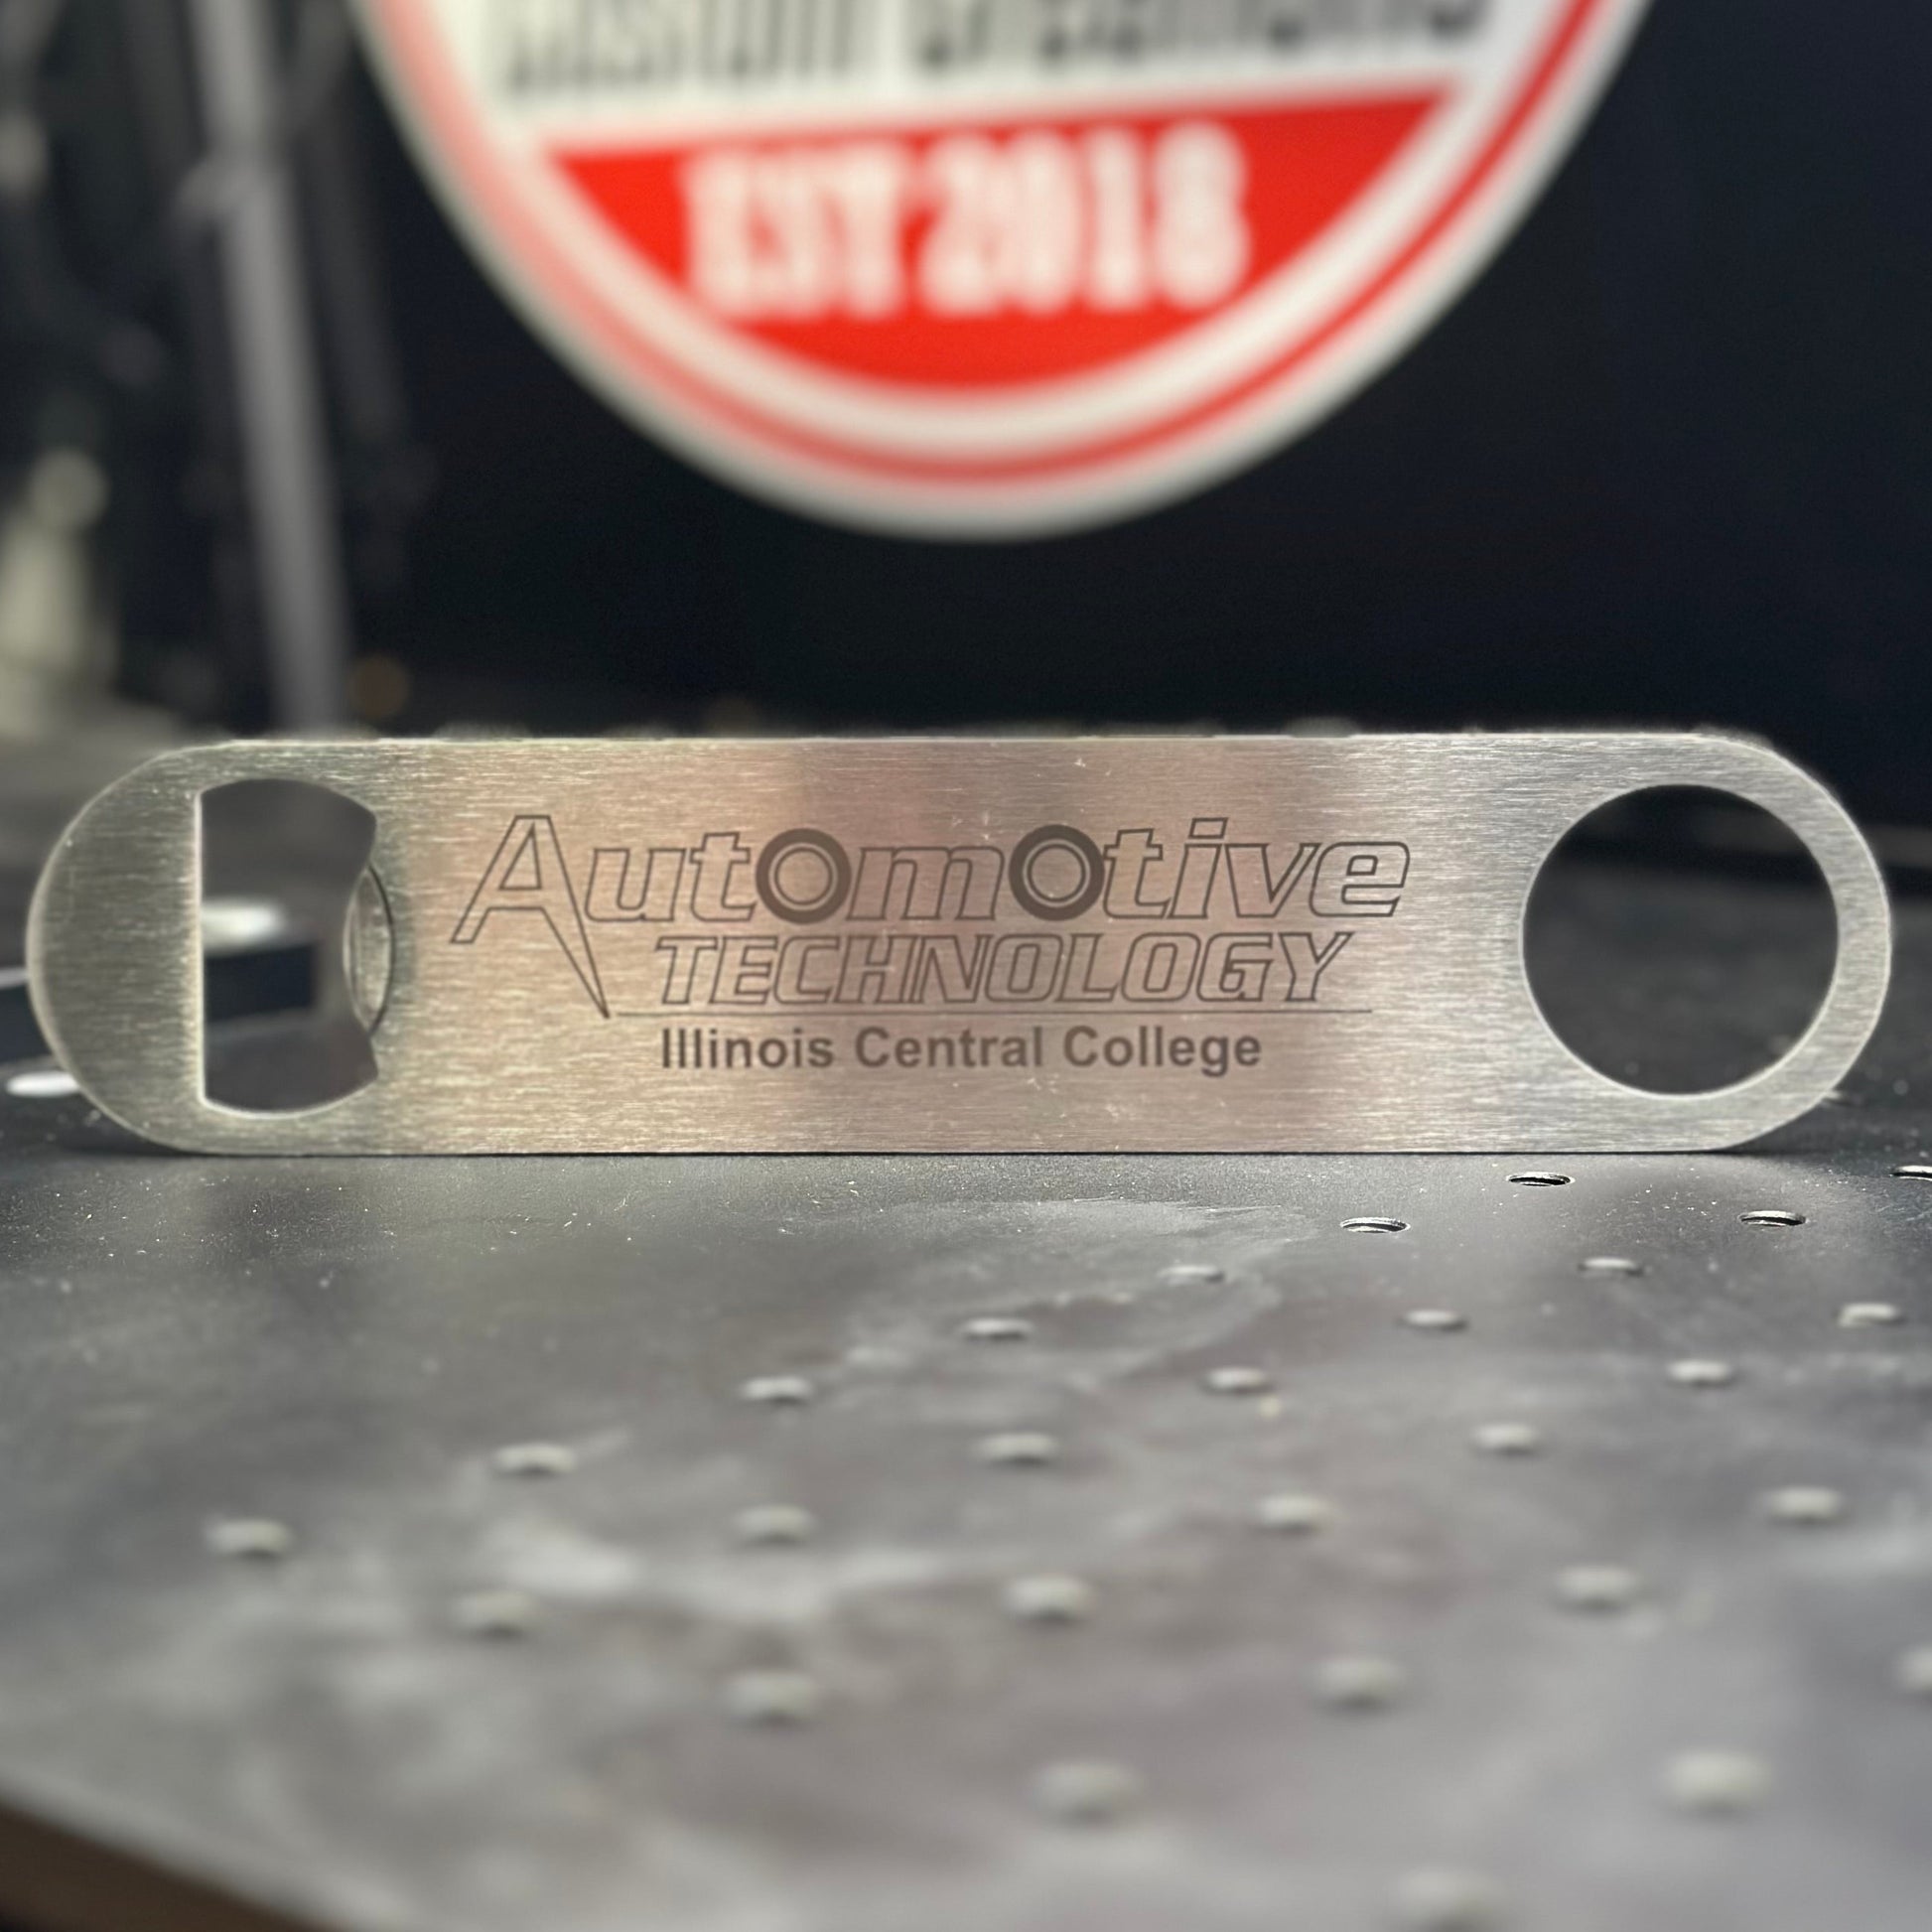 EST 2018
Automotive
TECHNOLOGY
Illinois Central College